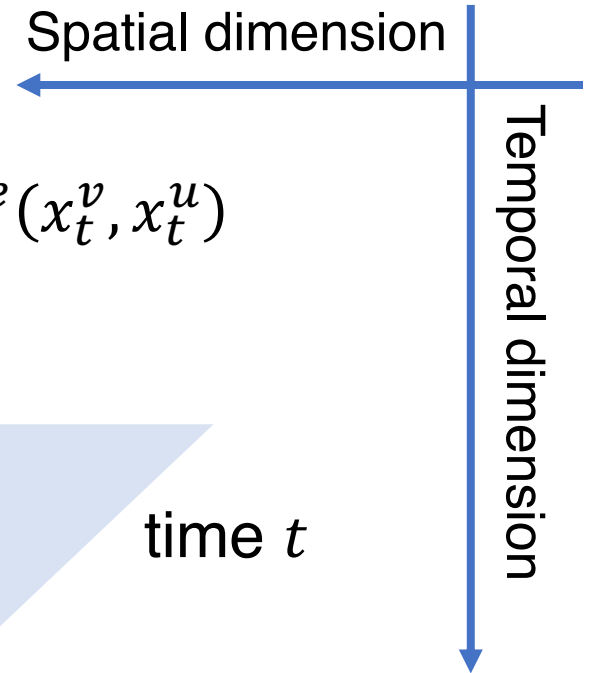 Spatial dimension
e(x_t^v, x_t^u)
Temporal dimension
time t